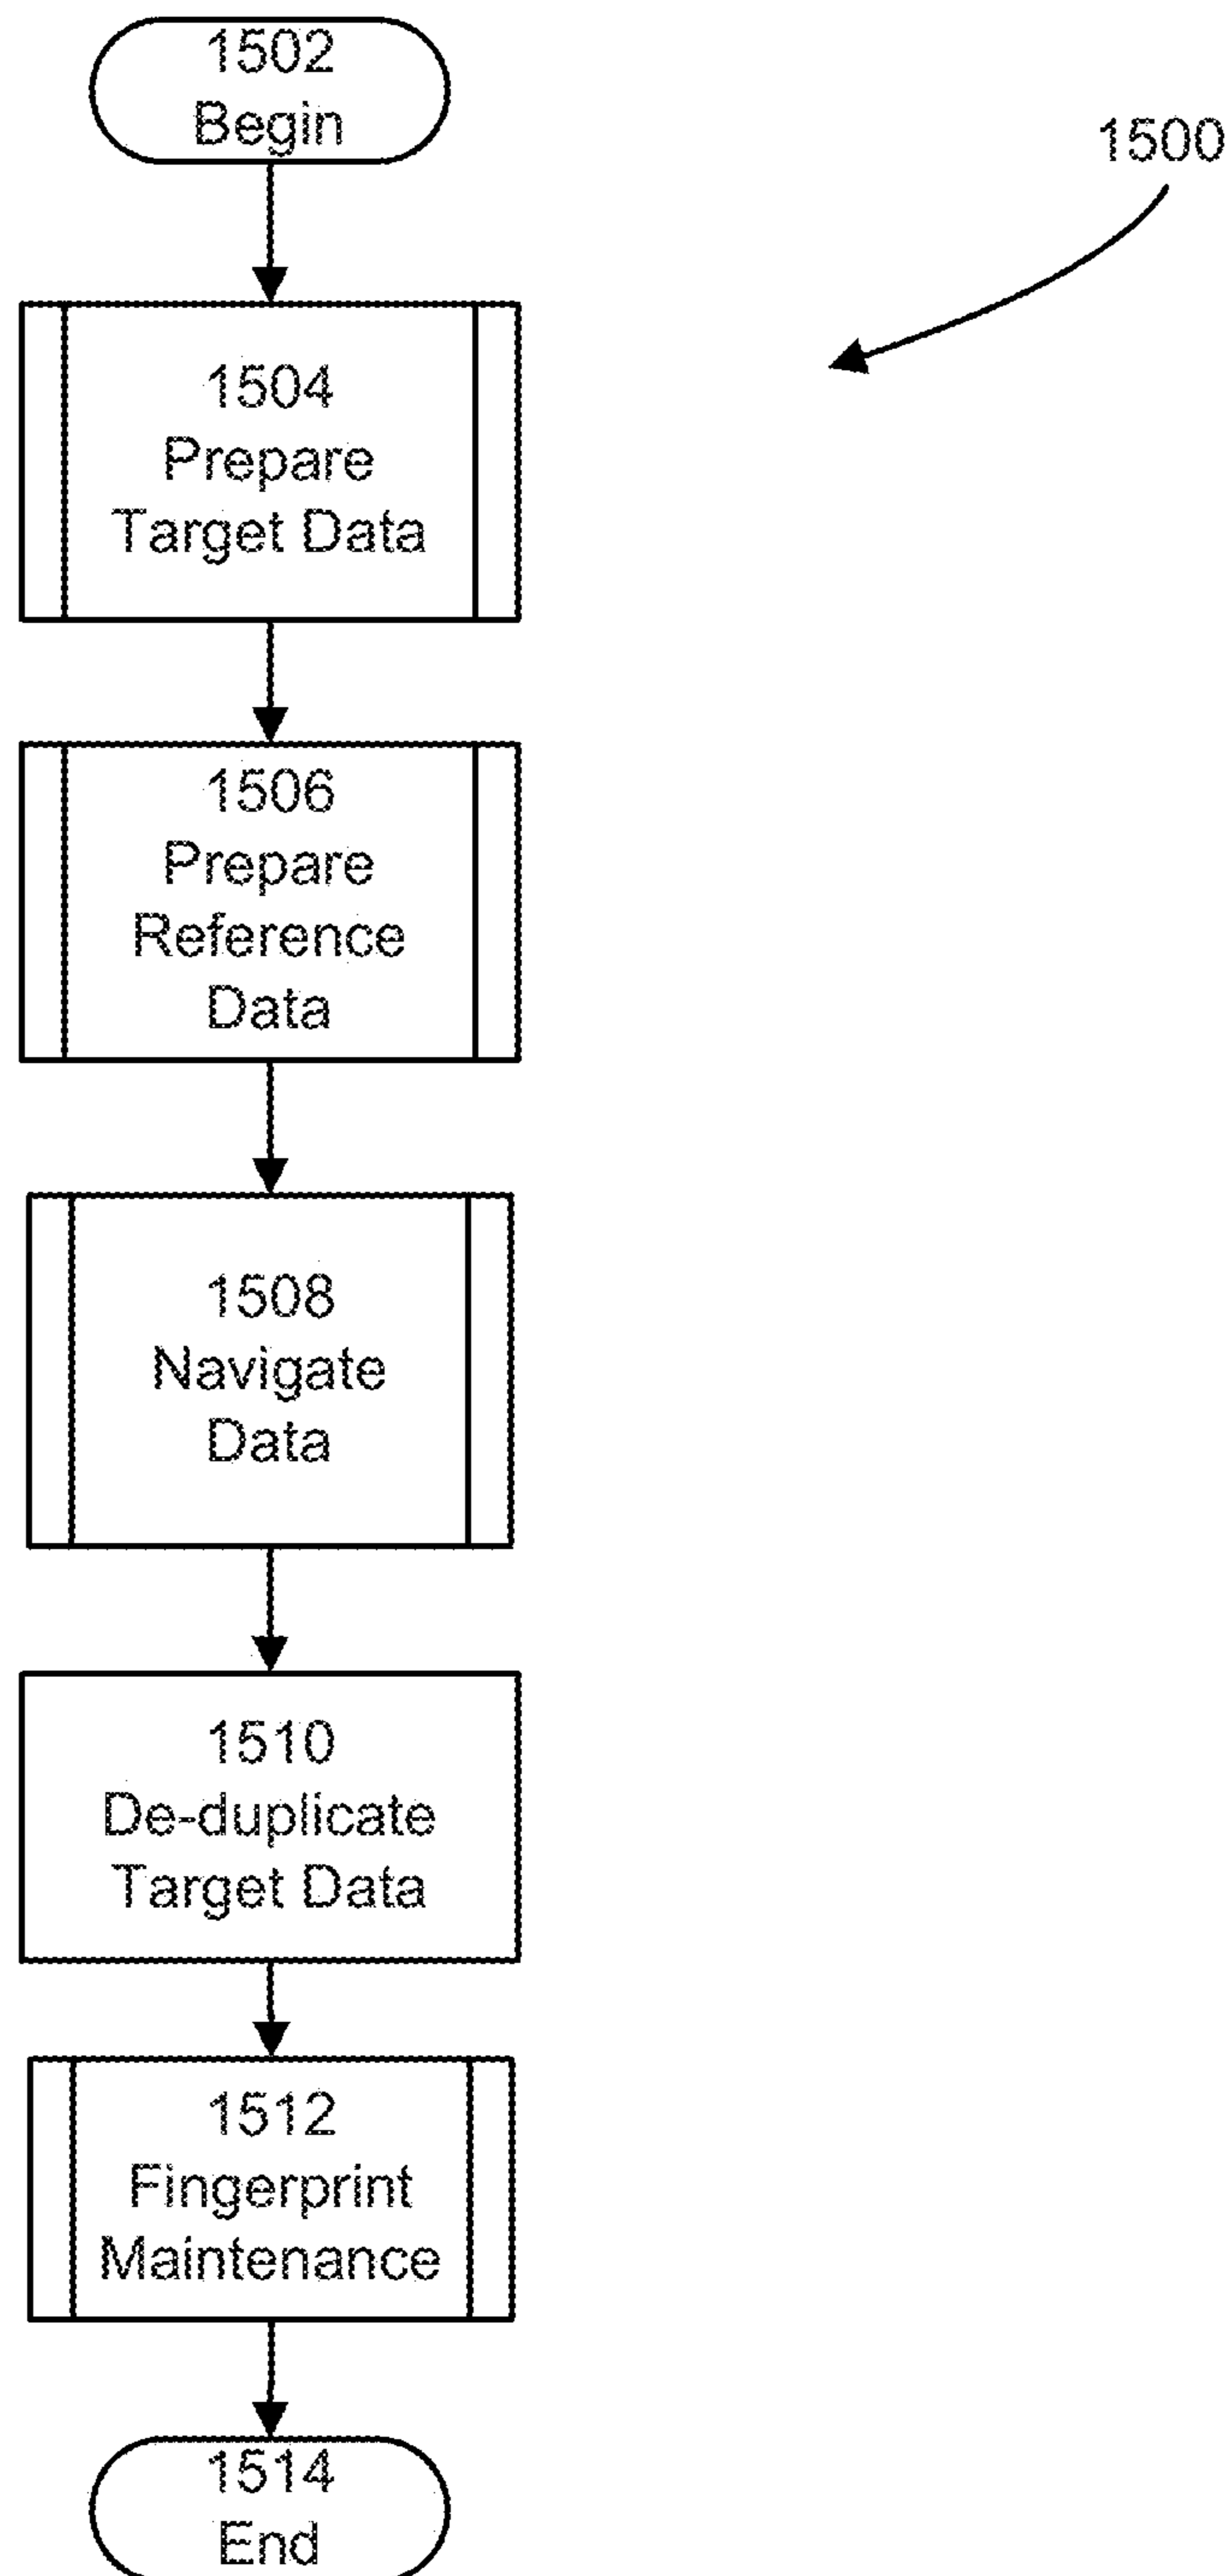 1502
Begin
1500
1504
Prepare
Target Data
1506
Prepare
Reference
Data
1508
Navigate
Data
1510
De-duplicate
Target Data
1512
Fingerprint
Maintenance
1514
End